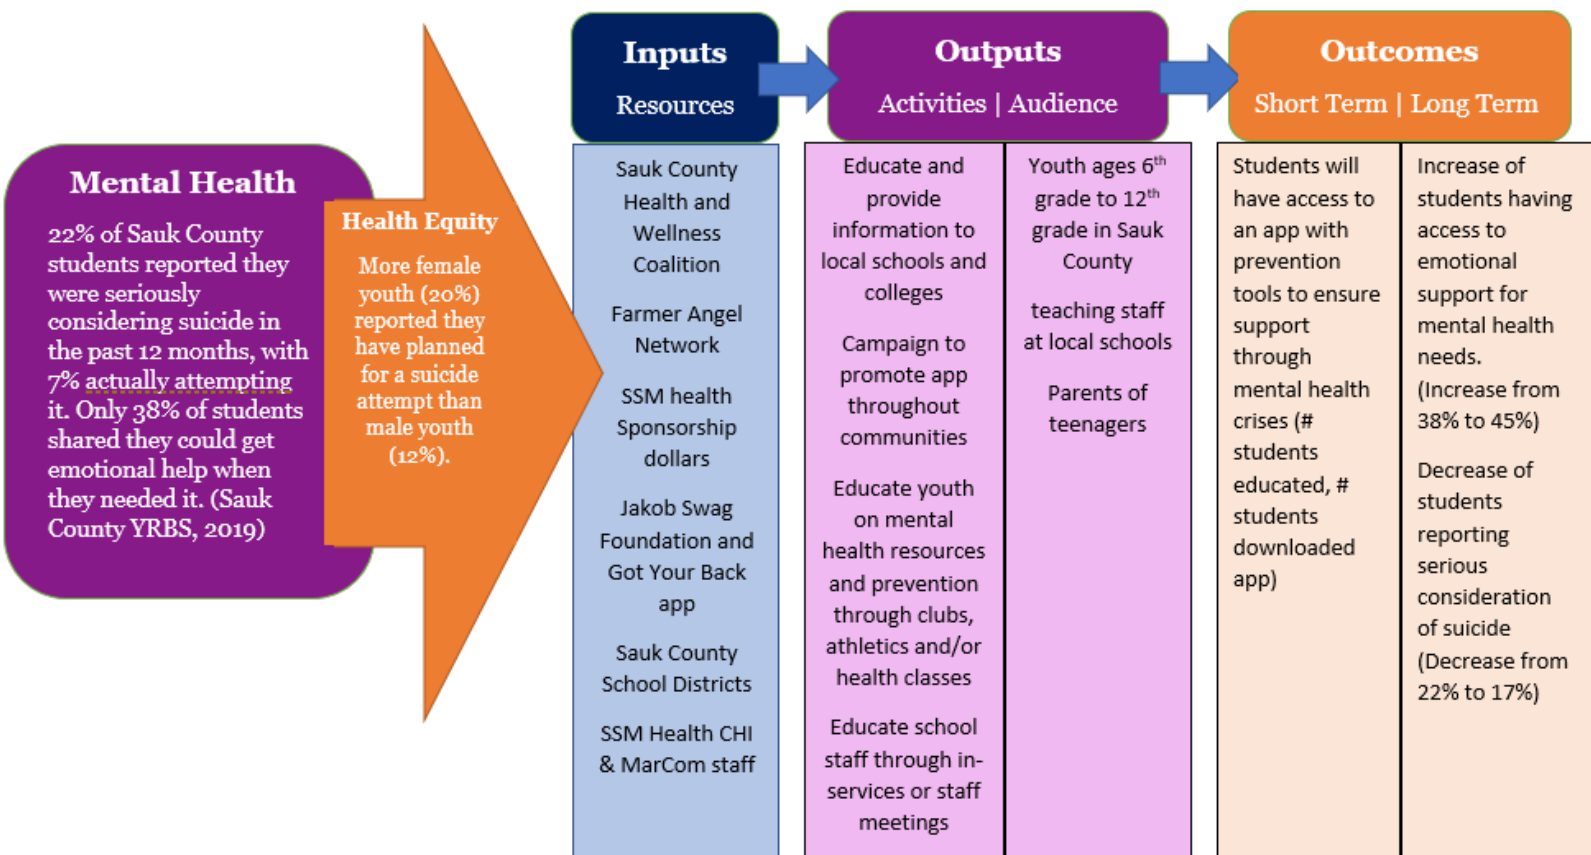 Mental Health
22% of Sauk County
students reported they
were seriously
considering suicide in
the past 12 months, with
7% actually attempting
it. Only 38% of students
shared they could get
emotional help when
they needed it. (Sauk
County YRBS, 2019)
Health Equity
More female
youth (20%)
reported they
have planned
for a suicide
attempt than
male youth
(12%).
Inputs
Resources
Sauk County
Health and
Wellness
Coalition
Farmer Angel
Network
SSM health
Sponsorship
dollars
Jakob Swag
Foundation and
Got Your Back
app
Sauk County
School Districts
SSM Health CHI
& MarCom staff
Outputs
Activities | Audience
Educate and
provide
information to
local schools and
colleges
Campaign to
promote app
throughout
communities
Educate youth
on mental
health resources
and prevention
through clubs,
athletics and/or
health classes
Educate school
staff through in-
services or staff
meetings
Youth ages 6th
grade to 12th
grade in Sauk
County
teaching staff
at local schools
Parents of
teenagers
Outcomes
Short Term | Long Term
Students will
have access to
an app with
prevention
tools to ensure
support
through
mental health
crises (#
students
educated, #
students
downloaded
app)
Increase of
students having
access to
emotional
support for
mental health
needs.
(Increase from
38% to 45%)
Decrease of
students
reporting
serious
consideration
of suicide
(Decrease from
22% to 17%)